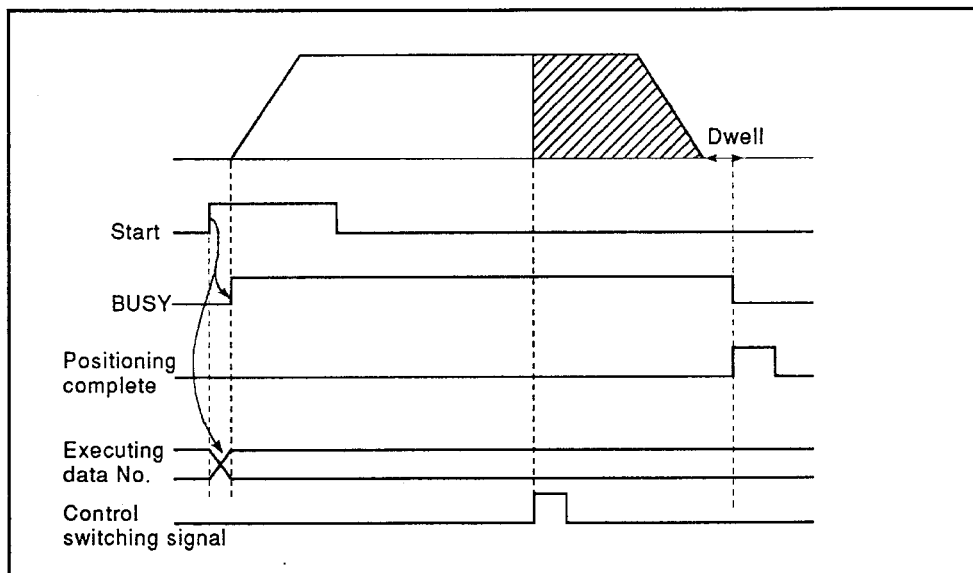 Dwell
Start
BUSY
Positioning
complete
Executing
data No.
Control
switching signal